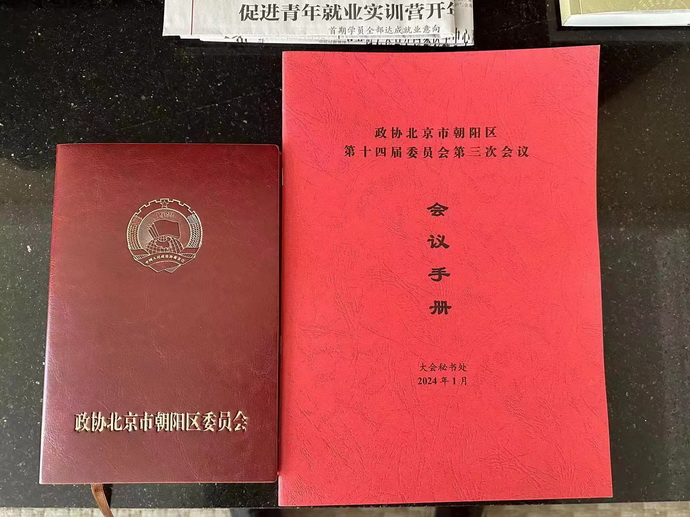 促进青年就业实训营开年
首期学员全部达成就业意向
政协北京市朝阳区
第十四届委员会第三次会议
会议手册
大会秘书处
2024年1月
政协北京市朝阳区委员会